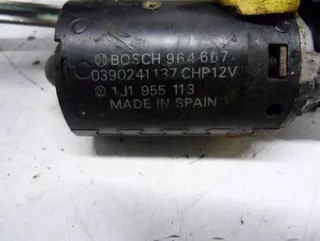 BOSCH 964 667
0390241137 CHP12V
1J1 955 113
MADE IN SPAIN